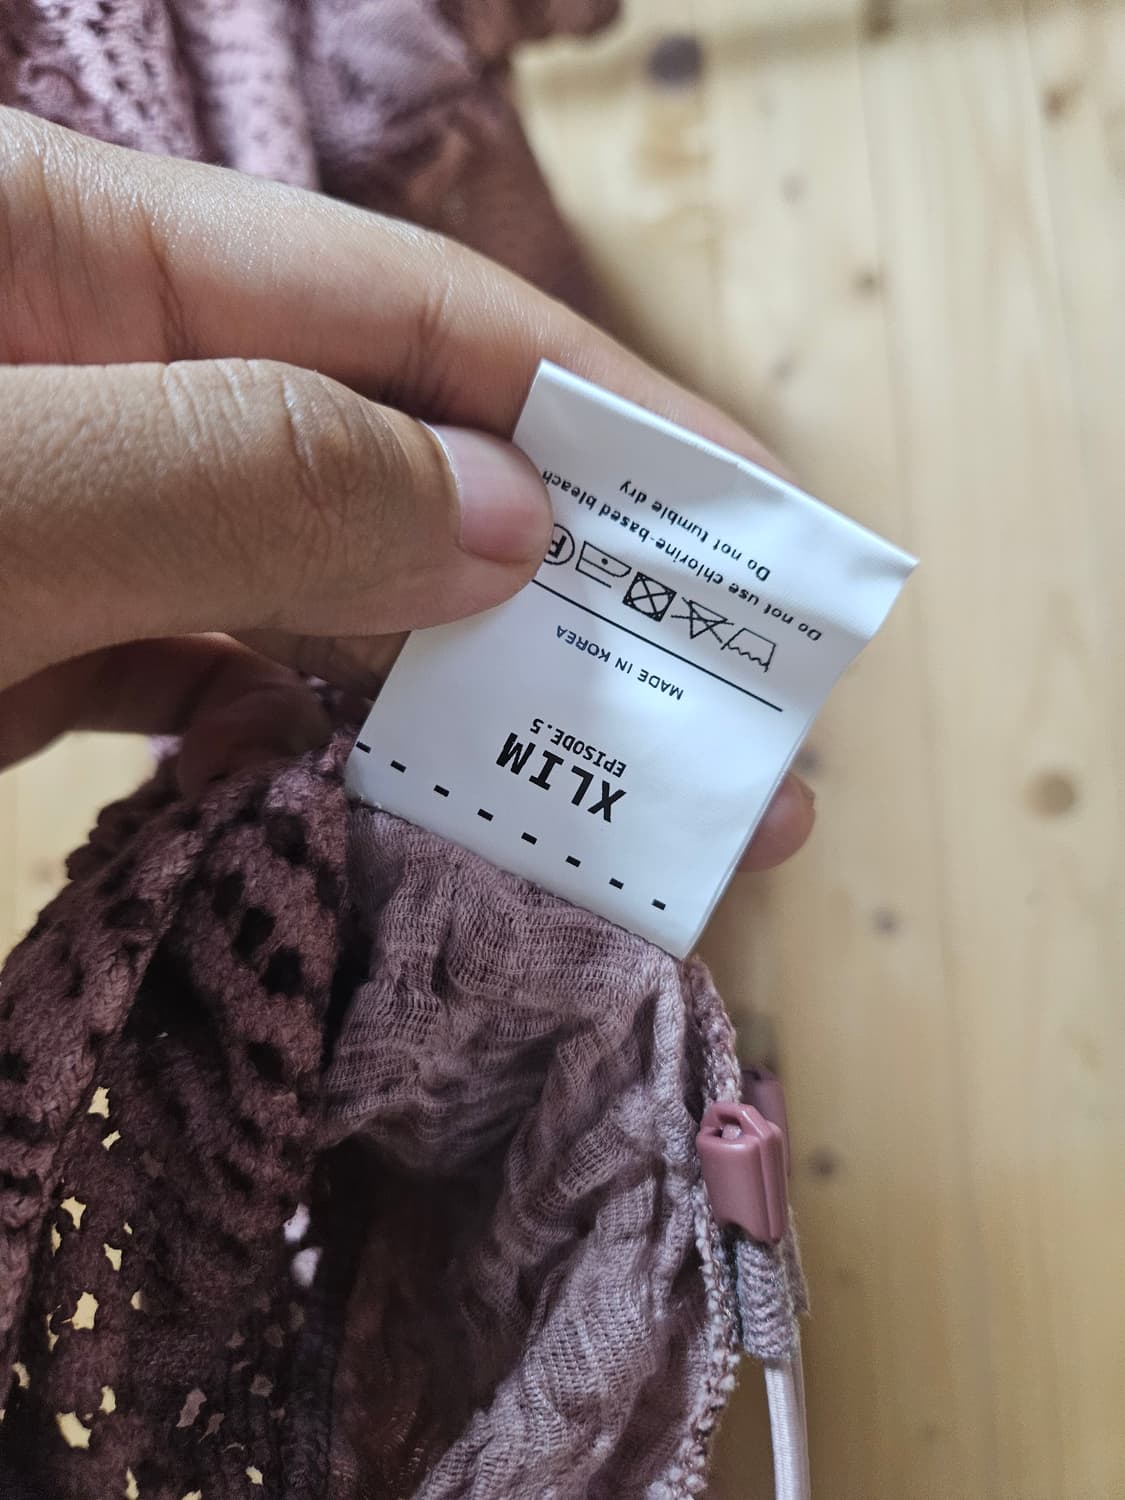 XLIM
EPISODE.5
MADE IN KOREA
Do not use chlorine-based bleach
Do not tumble dry